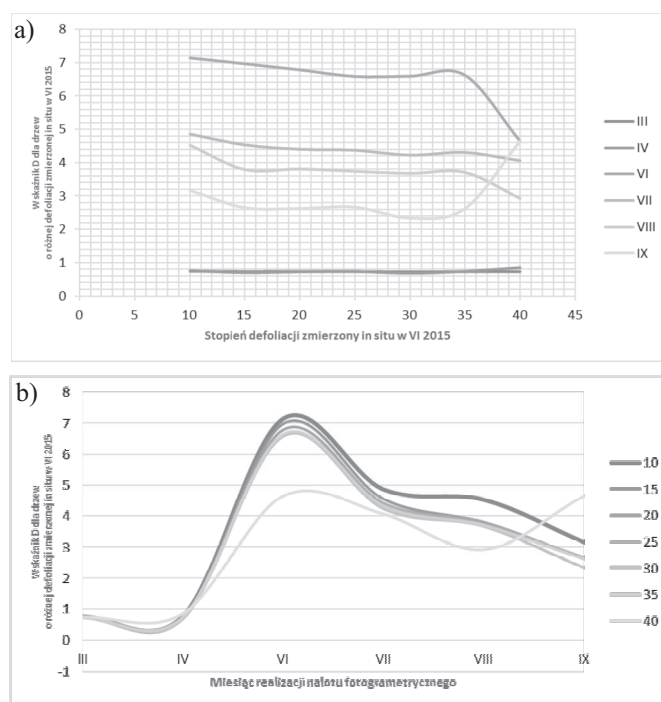 a)
8
7
6
5
4
3
2
1
0
Wskaźnik D dla drzew
o różnej defoliacji zmierzonej in situ w VI 2015
0 5 10 15 20 25 30 35 40 45
Stopień defoliacji zmierzony in situ w VI 2015
III
IV
VI
VII
VIII
IX
b)
8
7
6
5
4
3
2
1
0
-1
Wskaźnik D dla drzew
o różnej defoliacji zmierzonej in situ w VI 2015
III IV VI VII VIII IX
Miesiąc realizacji nalotu fotogrametrycznego
10
15
20
25
30
35
40